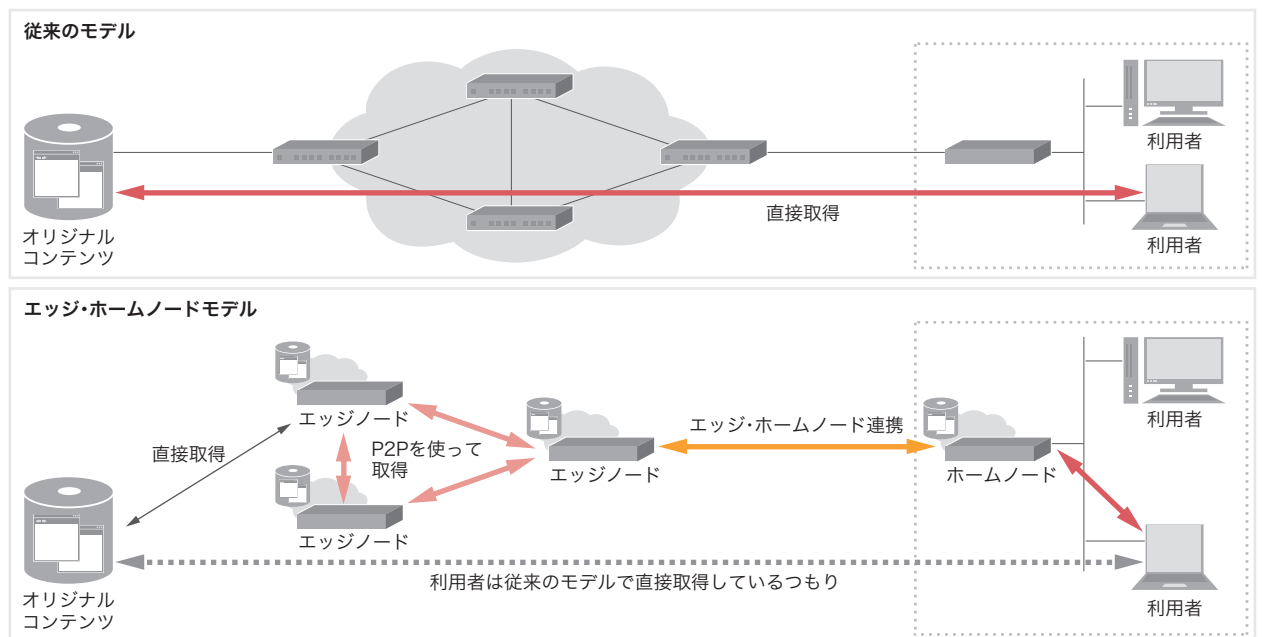 従来のモデル
利用者
直接取得
利用者
オリジナル
コンテンツ
エッジ・ホームノードモデル
エッジノード
直接取得
P2Pを使って
取得
エッジノード
エッジノード
エッジ・ホームノード連携
ホームノード
利用者
利用者は従来のモデルで直接取得しているつもり
オリジナル
コンテンツ
利用者